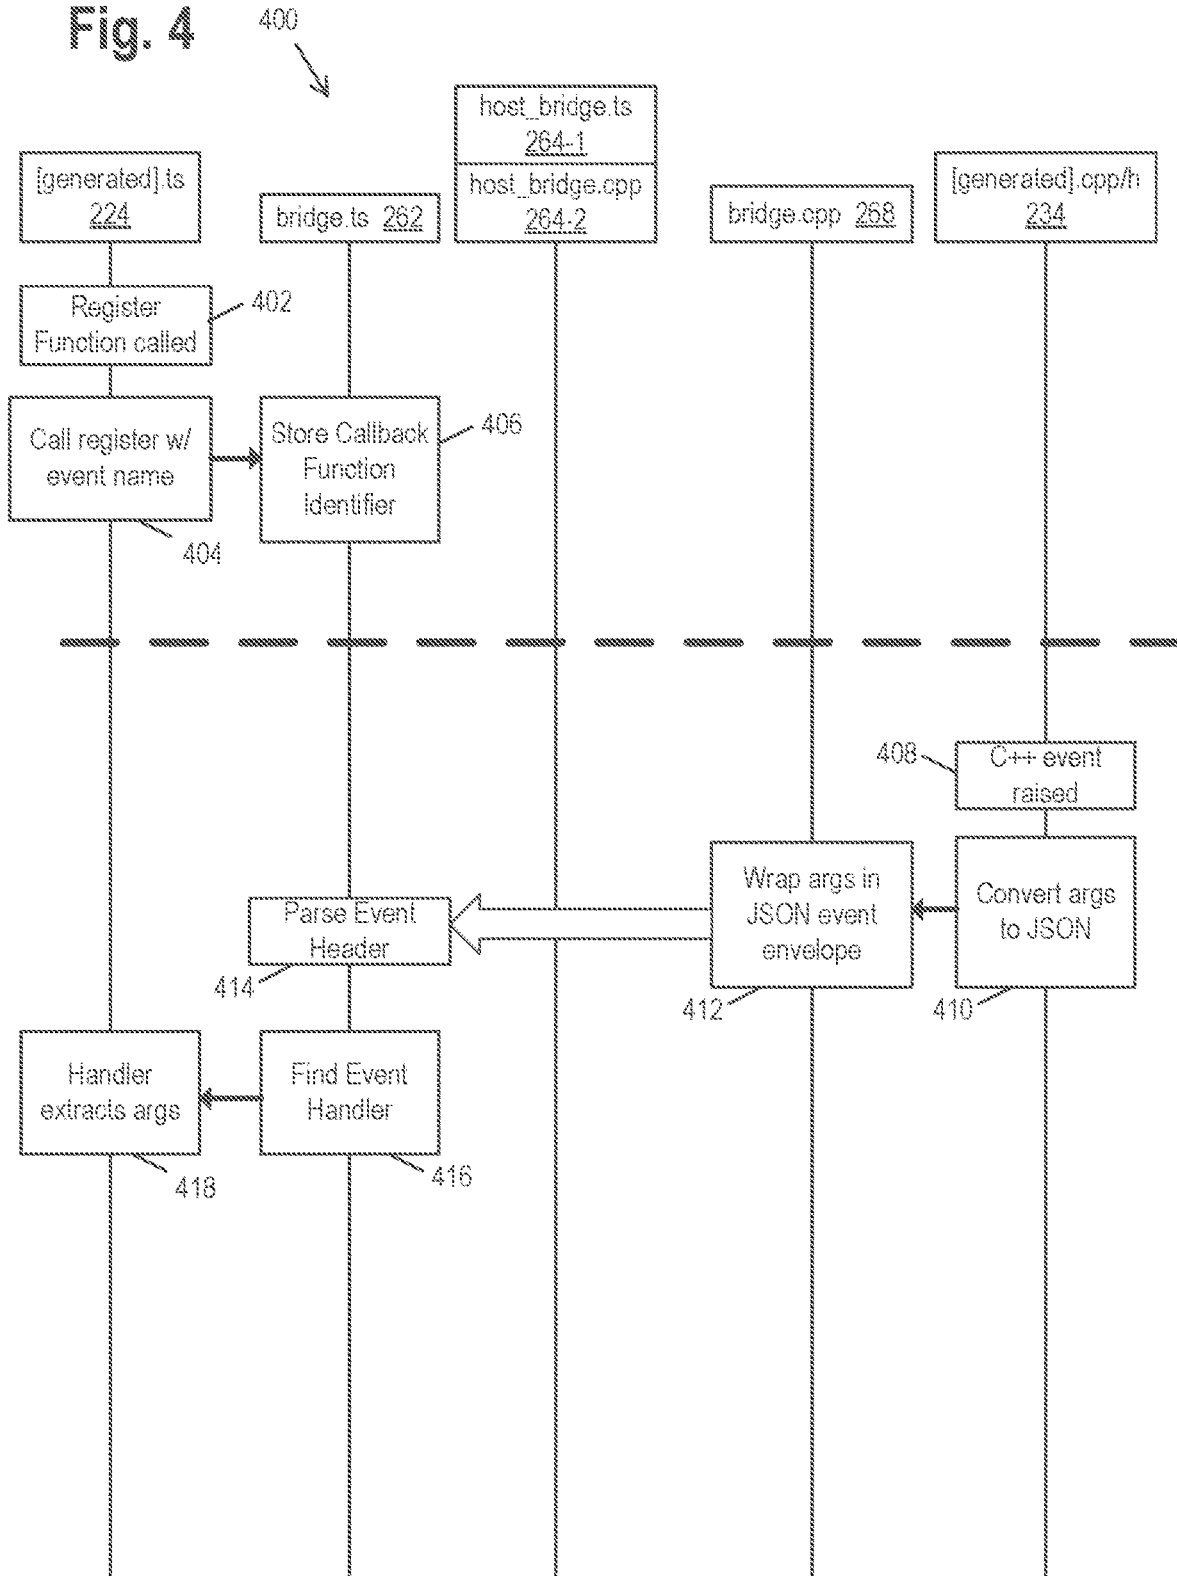 Fig. 4
400
host_bridge.ts
264-1
host_bridge.cpp
264-2
[generated].ts
224
bridge.ts 262
bridge.cpp 268
[generated].cpp/h
234
Register
Function called
402
Call register w/
event name
404
Store Callback
Function
Identifier
406
408
C++ event
raised
Convert args
to JSON
410
Wrap args in
JSON event
envelope
412
Parse Event
Header
414
Find Event
Handler
416
Handler
extracts args
418